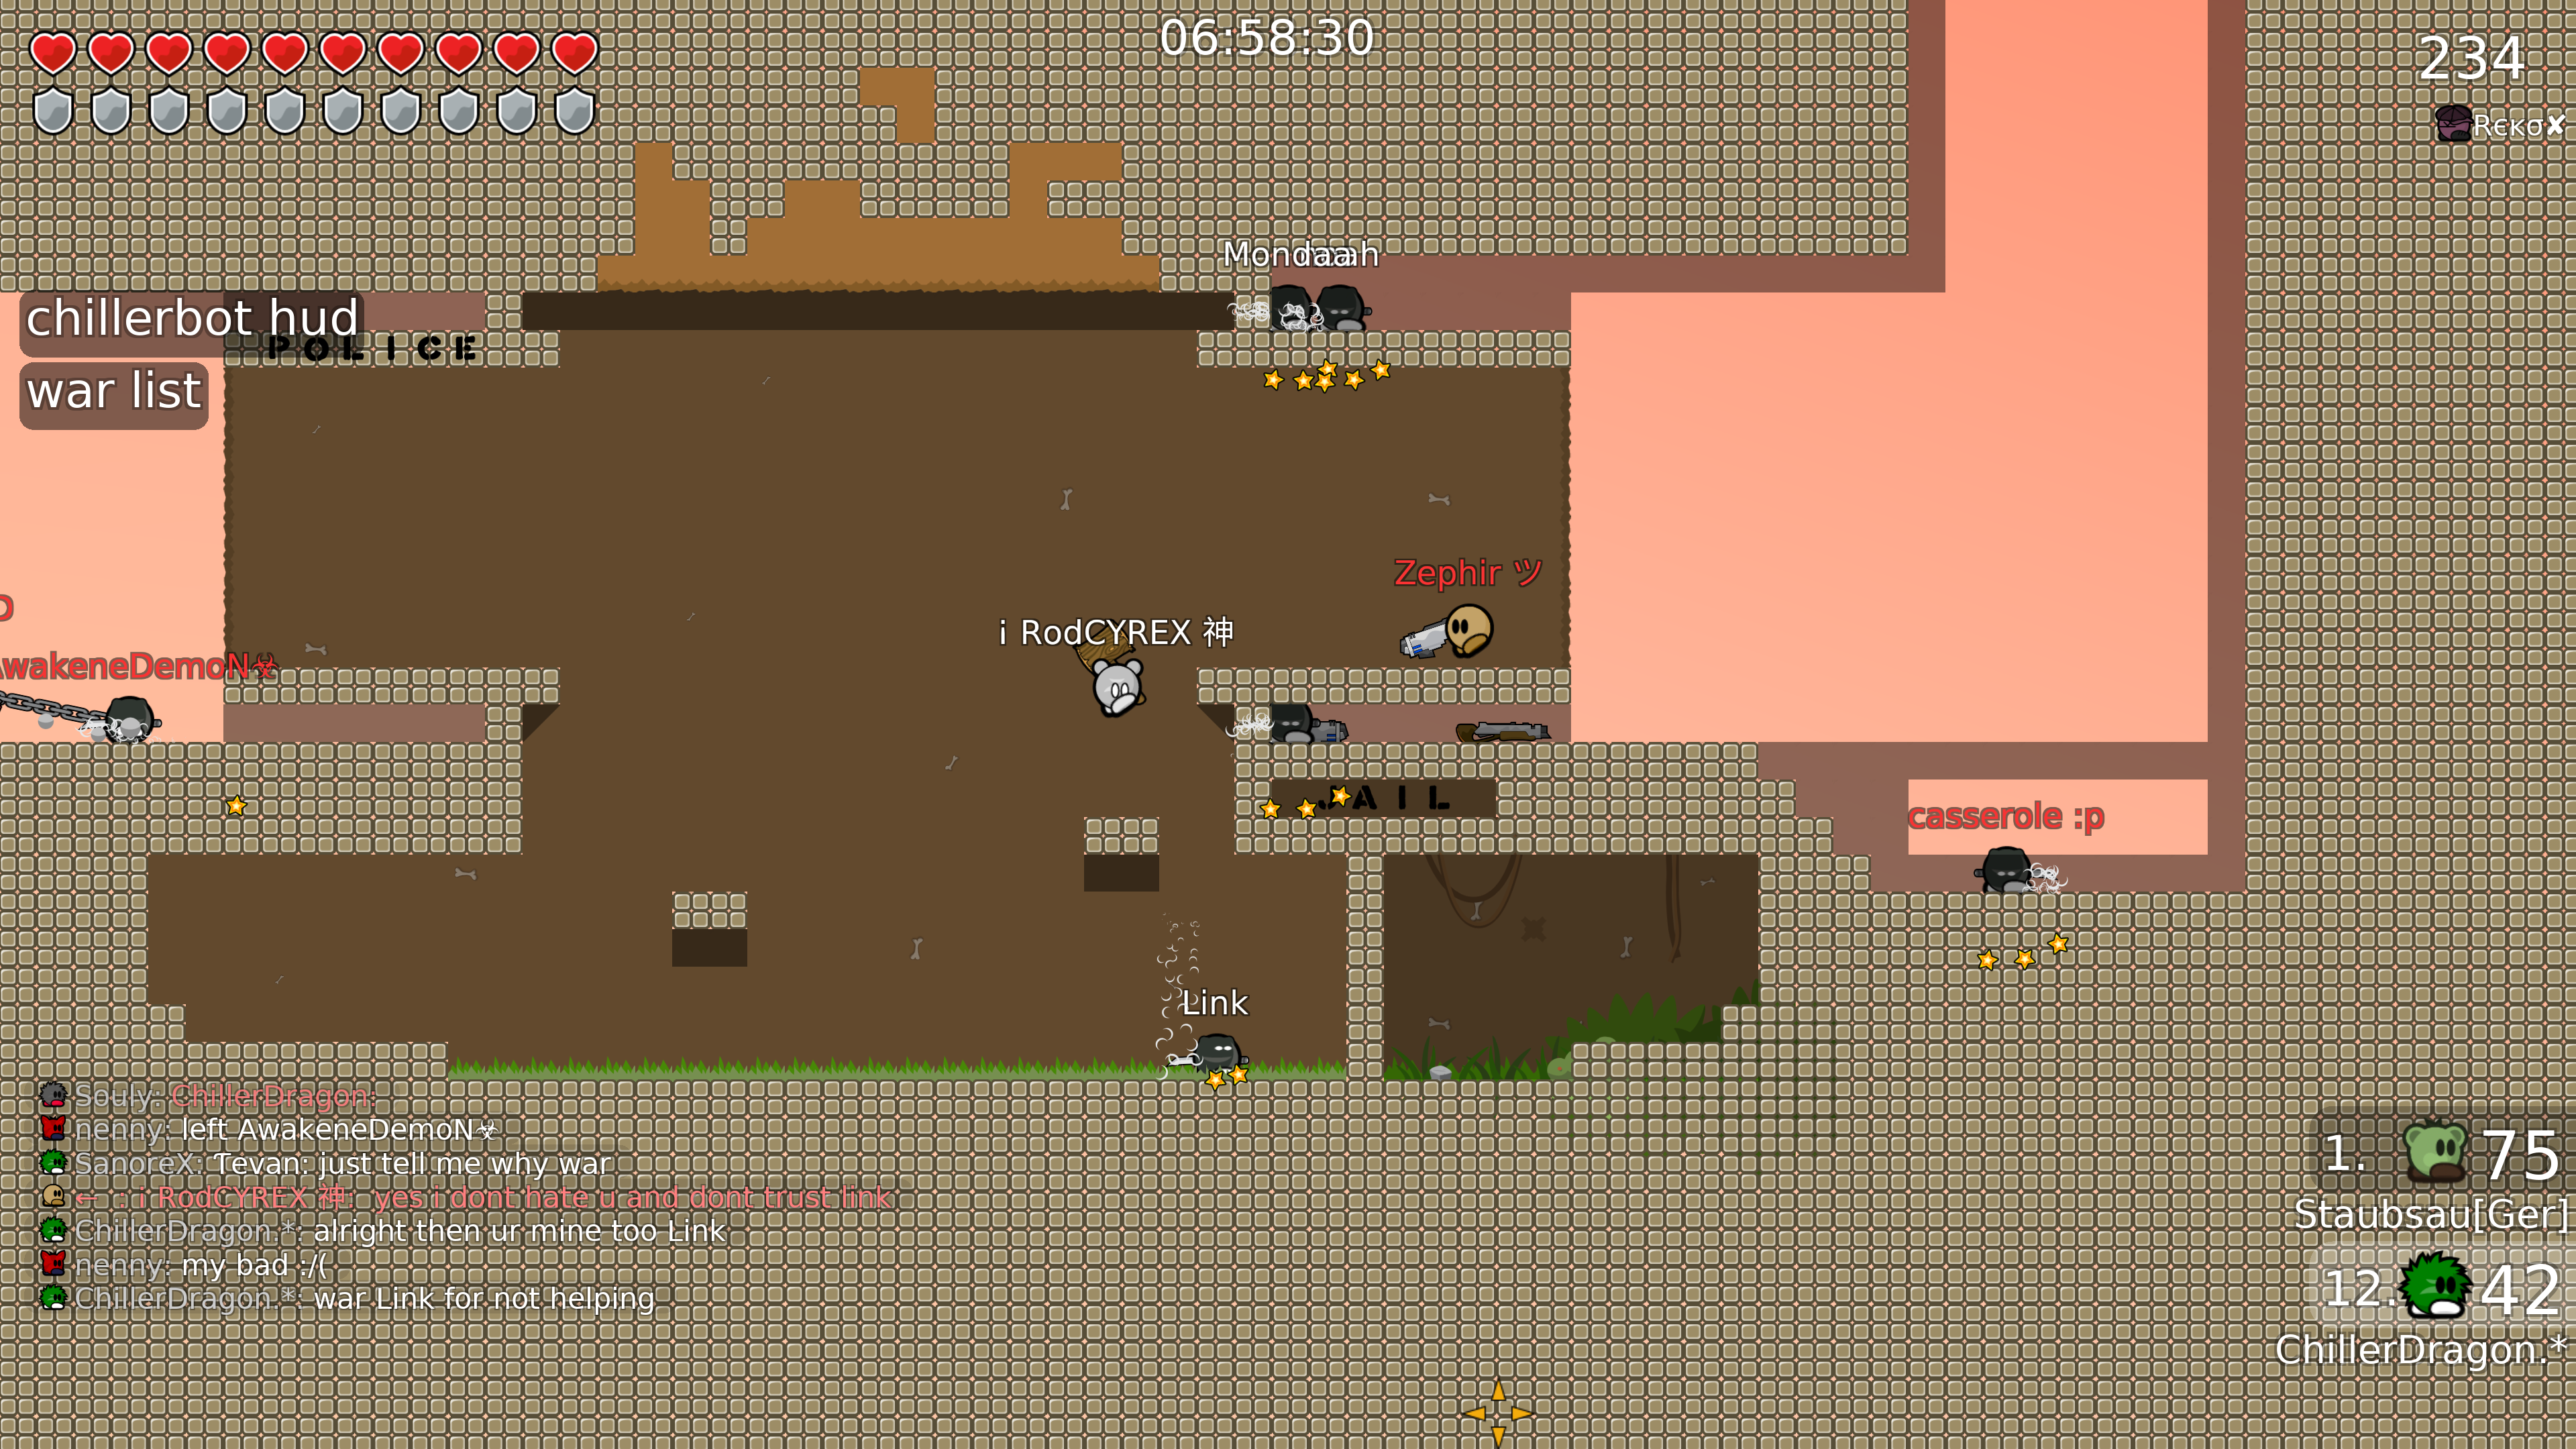 06:58:30
234
Rєкσ✘
Mon
chillerbot hud
POLICE
war list
Zephir ツ
i RodCYREX 神
AwakeneDemoN☣
JAIL
casserole :p
Link
Souly: ChillerDragon:
nenny: left AwakeneDemoN☣
SanoreX: Tevan: just tell me why war
← : i RodCYREX 神: yes i dont hate u and dont trust link
ChillerDragon.*: alright then ur mine too Link
nenny: my bad :/(
ChillerDragon.*: war Link for not helping
1. 75
Staubsau[Ger]
12. 42
ChillerDragon.*